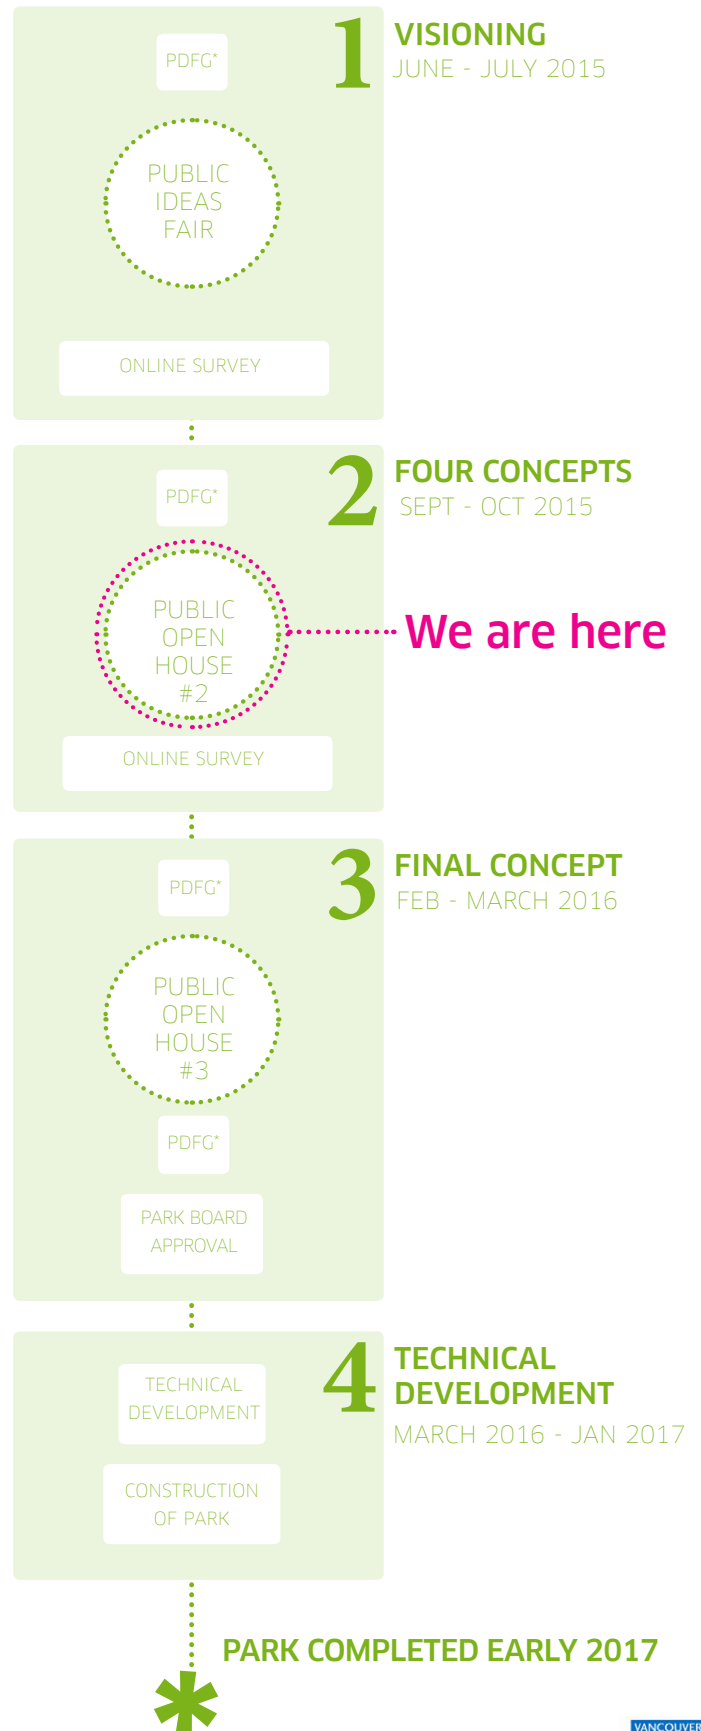 1
VISIONING
JUNE - JULY 2015
PDFG*
PUBLIC
IDEAS
FAIR
ONLINE SURVEY
2
FOUR CONCEPTS
SEPT - OCT 2015
PDFG*
PUBLIC
OPEN
HOUSE
#2
We are here
ONLINE SURVEY
3
FINAL CONCEPT
FEB - MARCH 2016
PDFG*
PUBLIC
OPEN
HOUSE
#3
PDFG*
PARK BOARD
APPROVAL
4
TECHNICAL
DEVELOPMENT
MARCH 2016 - JAN 2017
TECHNICAL
DEVELOPMENT
CONSTRUCTION
OF PARK
PARK COMPLETED EARLY 2017
*
VANCOUVER